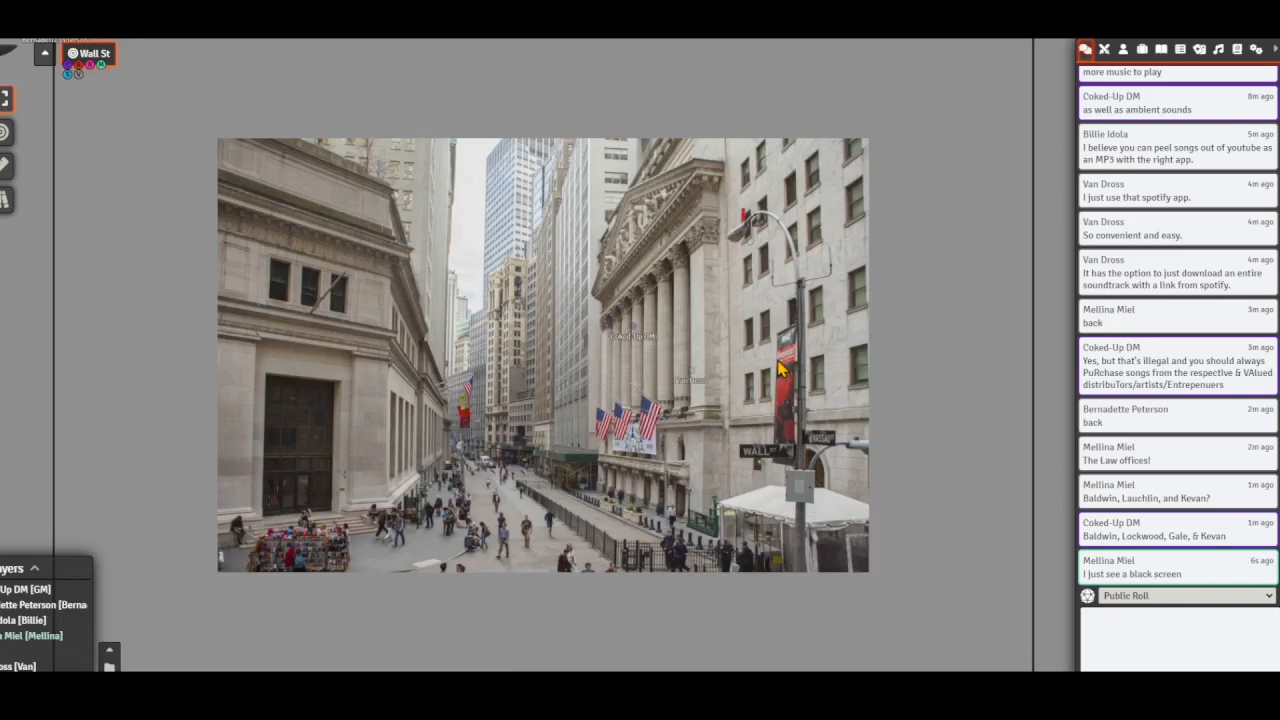 Wall St
more music to play
Coked-Up DM 8m ago
as well as ambient sounds
Billie Idola 5m ago
I believe you can peel songs out of youtube as
an MP3 with the right app.
Van Dross 4m ago
I just use that spotify app.
Van Dross 4m ago
So convenient and easy.
Van Dross 4m ago
It has the option to just download an entire
soundtrack with a link from spotify.
Mellina Miel 3m ago
back
Coked-Up DM 3m ago
Yes, but that's illegal and you should always
PuRchase songs from the respective & VAlued
distribuTors/artists/Entrepenuers
Bernadette Peterson 2m ago
back
Mellina Miel 2m ago
The Law offices!
Mellina Miel 1m ago
Baldwin, Lauchlin, and Kevan?
Coked-Up DM 1m ago
Baldwin, Lockwood, Gale, & Kevan
Mellina Miel 6s ago
I just see a black screen
Public Roll
Coked-Up DM
Van Dross
WALL ST
NASSAU
ayers
-Up DM [GM]
dette Peterson [Berna
dola [Billie]
a Miel [Mellina]
oss [Van]